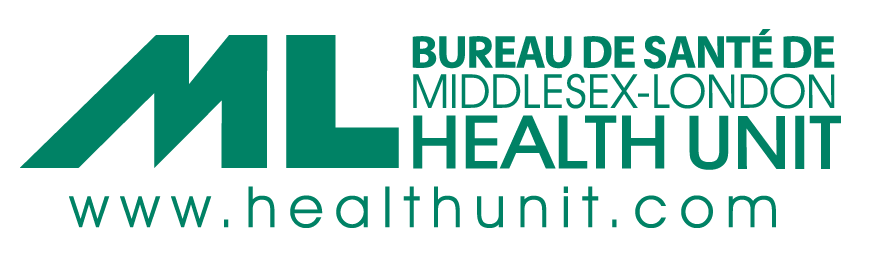 ML
BUREAU DE SANTÉ DE
MIDDLESEX-LONDON
HEALTH UNIT
www.healthunit.com